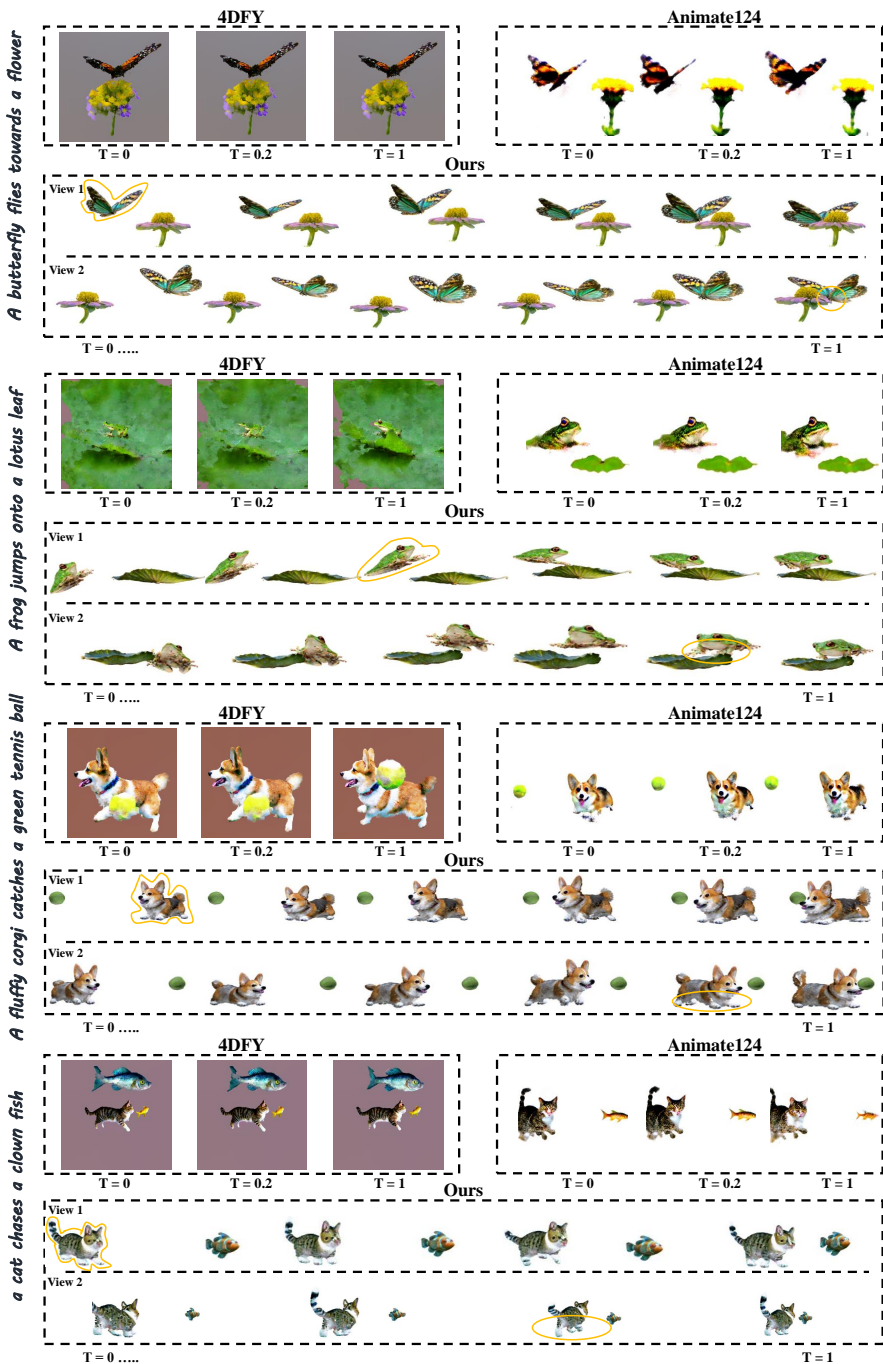 A butterfly flies towards a flower
4DFY
Animate124
T = 0
T = 0.2
T = 1
T = 0
T = 0.2
T = 1
Ours
View 1
View 2
T = 0 .....
T = 1
A frog jumps onto a lotus leaf
4DFY
Animate124
T = 0
T = 0.2
T = 1
T = 0
T = 0.2
T = 1
Ours
View 1
View 2
T = 0 .....
T = 1
A fluffy corgi catches a green tennis ball
4DFY
Animate124
T = 0
T = 0.2
T = 1
T = 0
T = 0.2
T = 1
Ours
View 1
View 2
T = 0 .....
T = 1
a cat chases a clown fish
4DFY
Animate124
T = 0
T = 0.2
T = 1
T = 0
T = 0.2
T = 1
Ours
View 1
View 2
T = 0 .....
T = 1